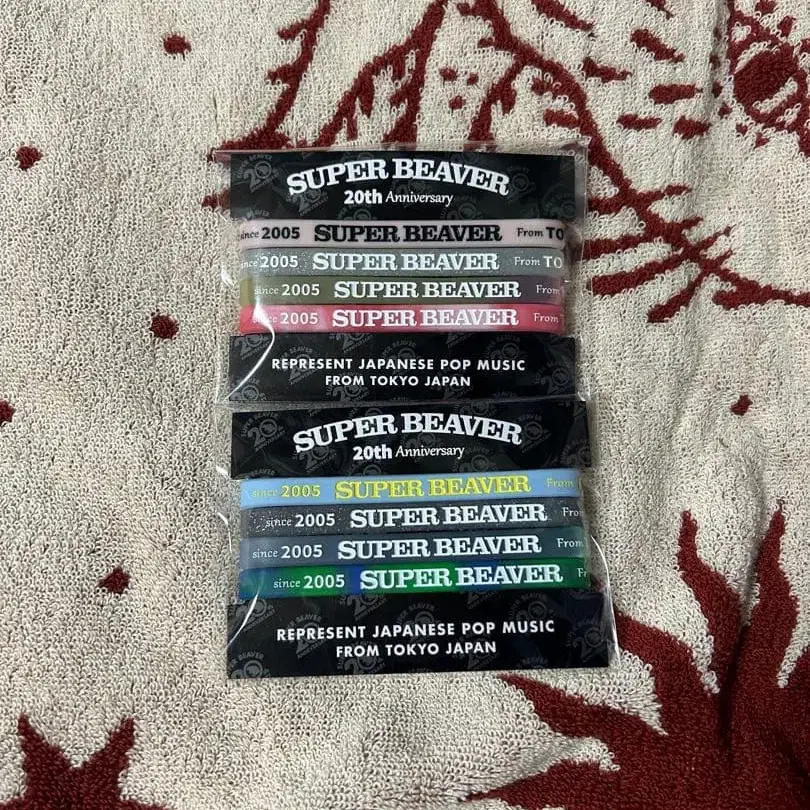 SUPER BEAVER
20th Anniversary
since 2005 SUPER BEAVER From TO
since 2005 SUPER BEAVER From TO
since 2005 SUPER BEAVER From
since 2005 SUPER BEAVER From T
REPRESENT JAPANESE POP MUSIC
FROM TOKYO JAPAN
SUPER BEAVER
20th Anniversary
since 2005 SUPER BEAVER From
since 2005 SUPER BEAVER Fro
since 2005 SUPER BEAVER From
since 2005 SUPER BEAVER Fr
REPRESENT JAPANESE POP MUSIC
FROM TOKYO JAPAN